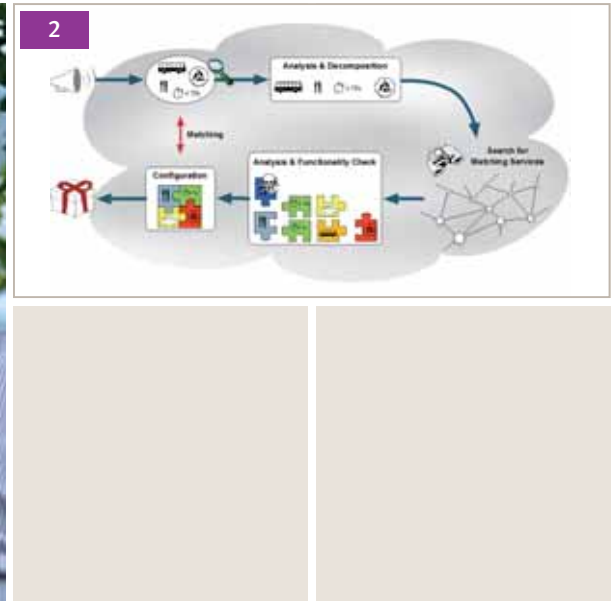 2
Analysis & Decomposition
Matching
Search for
Matching Services
Configuration
Analysis & Functionality Check